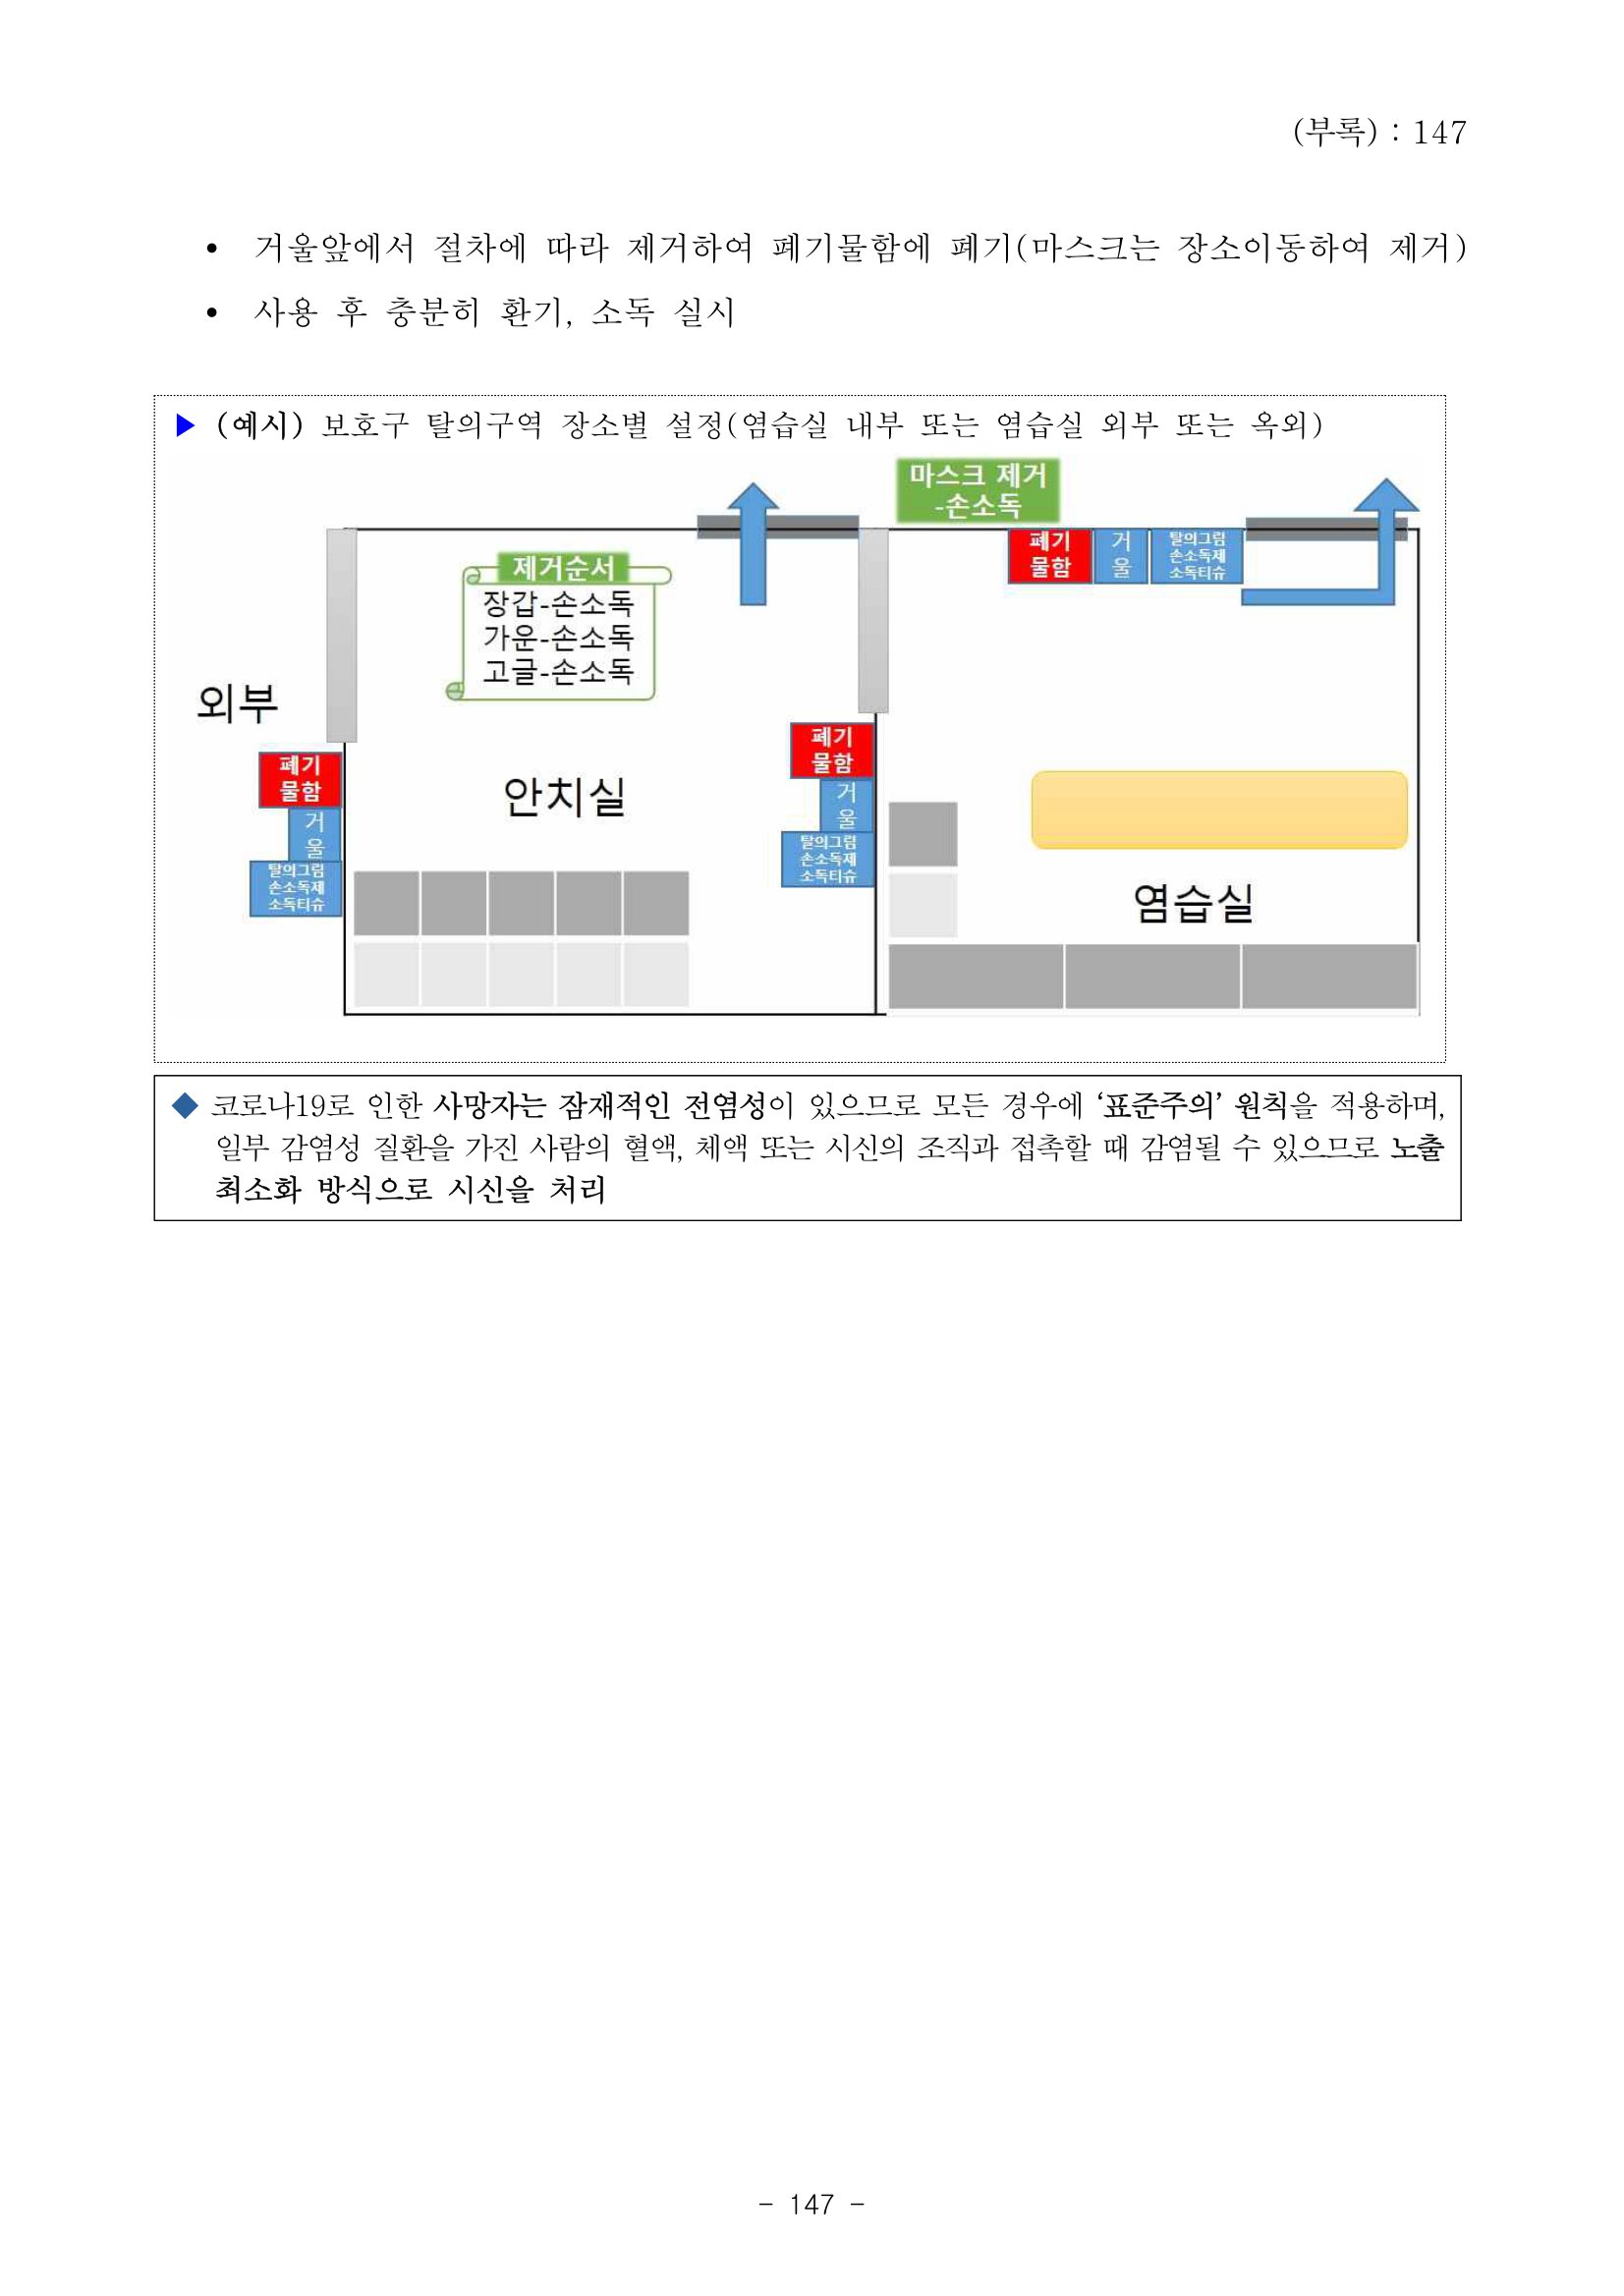 (부록) : 147
• 거울앞에서 절차에 따라 제거하여 폐기물함에 폐기(마스크는 장소이동하여 제거)
• 사용 후 충분히 환기, 소독 실시
▶ (예시) 보호구 탈의구역 장소별 설정(염습실 내부 또는 염습실 외부 또는 옥외)
마스크 제거
-손소독
폐기
물함
거
울
탈의그림
손소독제
소독티슈
제거순서
장갑-손소독
가운-손소독
고글-손소독
외부
폐기
물함
거
울
탈의그림
손소독제
소독티슈
안치실
폐기
물함
거
울
탈의그림
손소독제
소독티슈
염습실
◆ 코로나19로 인한 사망자는 잠재적인 전염성이 있으므로 모든 경우에 ‘표준주의’ 원칙을 적용하며,
일부 감염성 질환을 가진 사람의 혈액, 체액 또는 시신의 조직과 접촉할 때 감염될 수 있으므로 노출
최소화 방식으로 시신을 처리
- 147 -